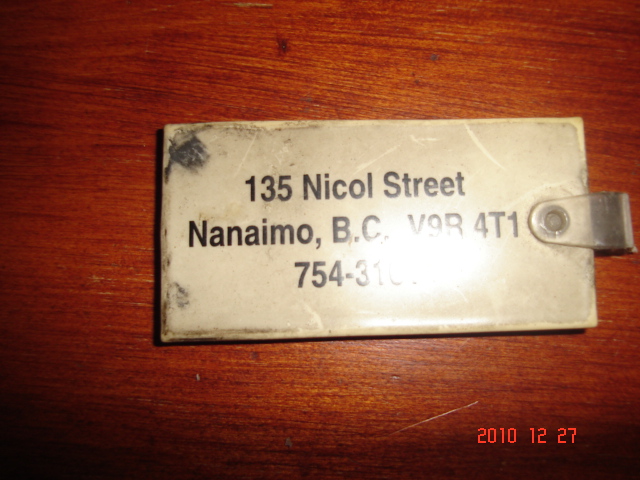 135 Nicol Street
Nanaimo, B.C. V9R 4T1
2010 12 27